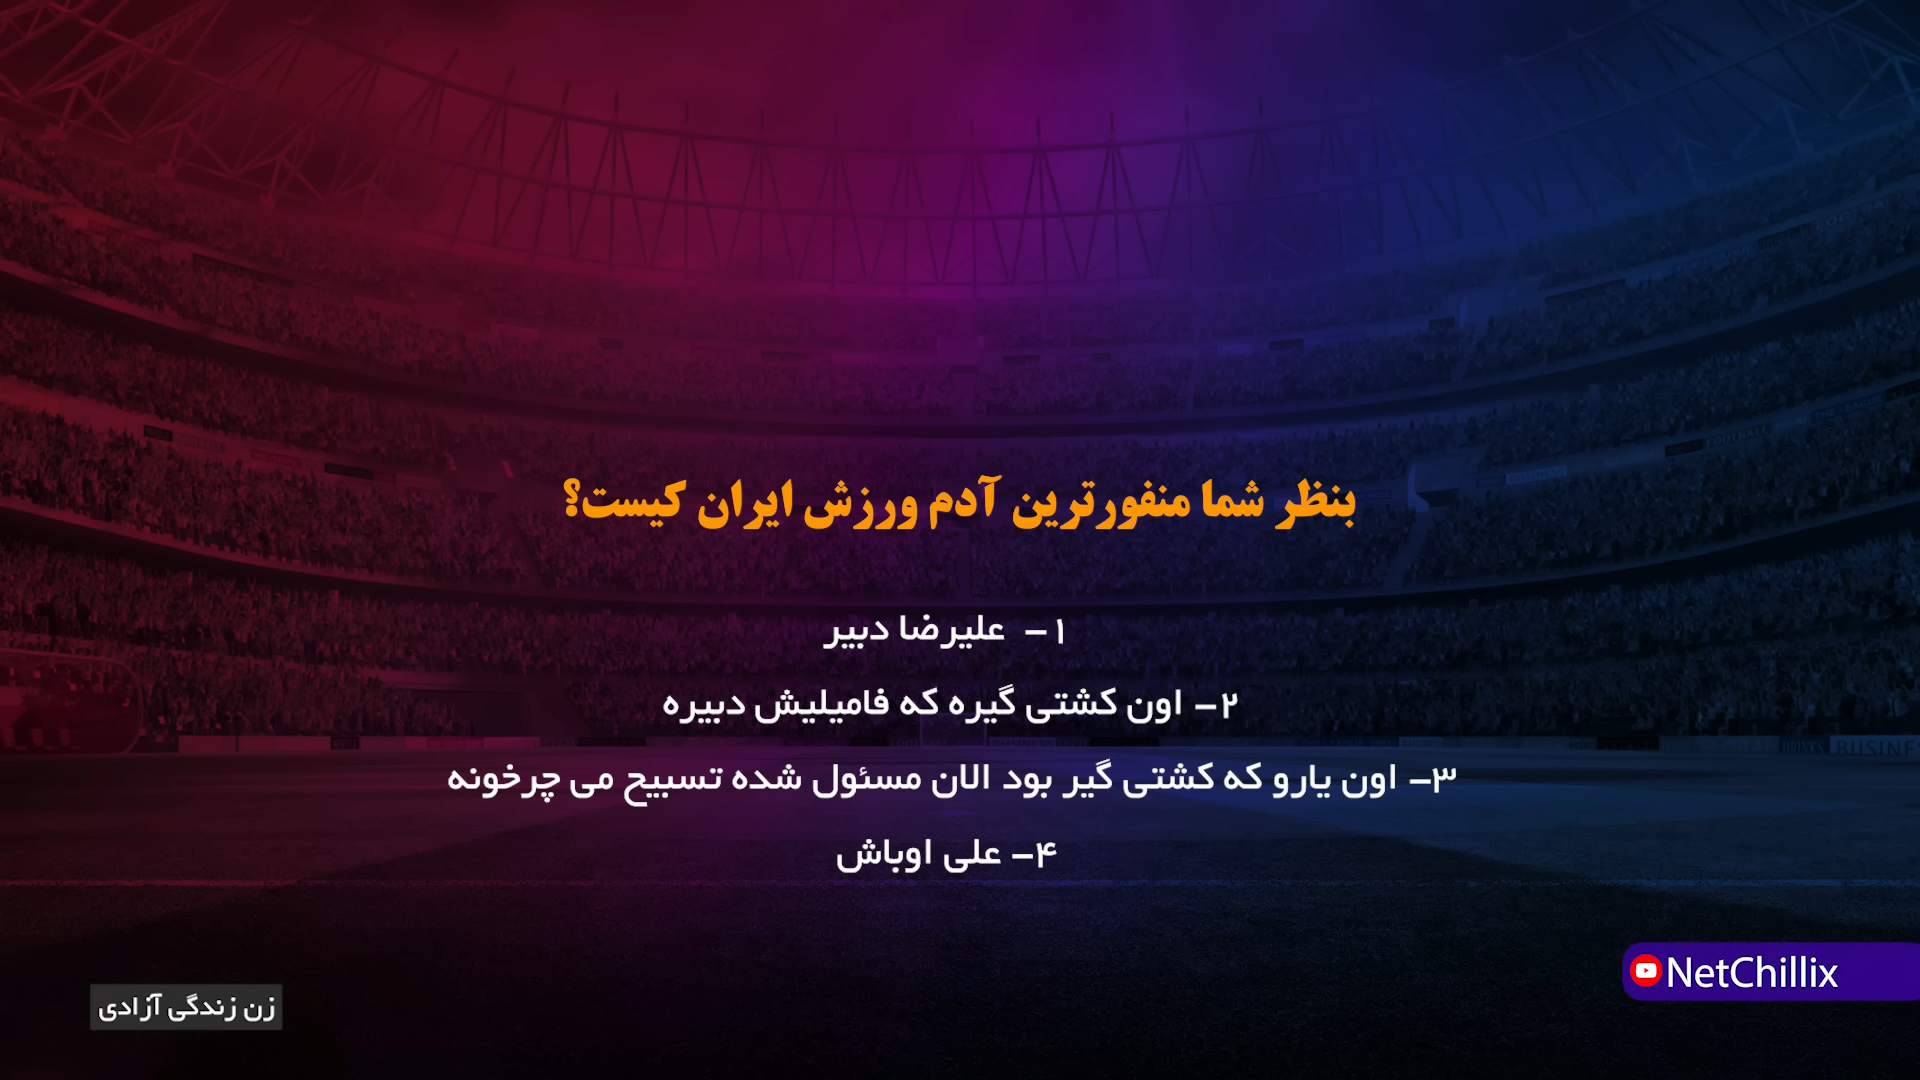 بنظر شما منفورترین آدم ورزش ایران کیست؟
۱- علیرضا دبیر
۲- اون کشتی گیره که فامیلیش دبیره
۳- اون یارو که کشتی گیر بود الان مسئول شده تسبیح می چرخونه
۴- علی اوباش
NetChillix
زن زندگی آزادی